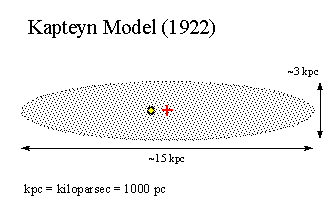 Kapteyn Model (1922)
~3 kpc
~15 kpc
kpc = kiloparsec = 1000 pc